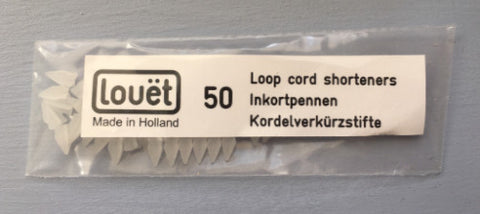 louët
Made in Holland
50
Loop cord shorteners
Inkortpennen
Kordelverkürzstifte